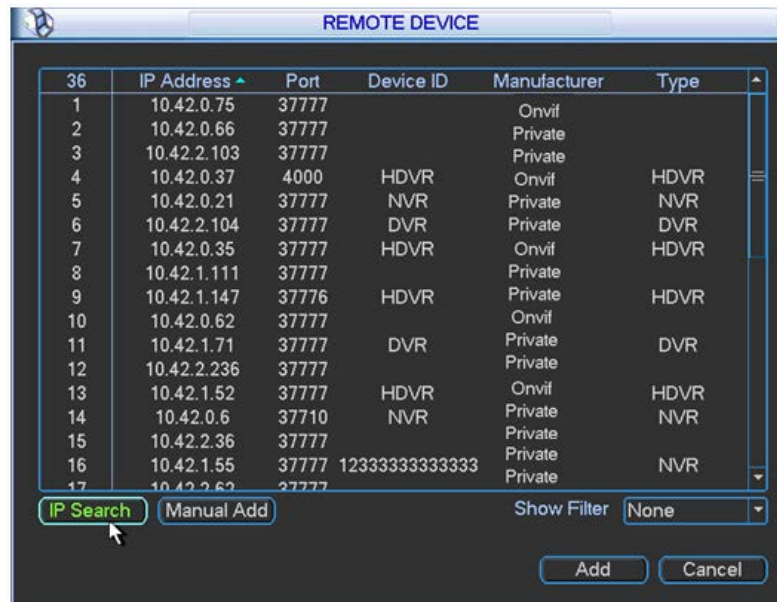 REMOTE DEVICE
36 IP Address Port Device ID Manufacturer Type
1 10.42.0.75 37777 Onvif
2 10.42.0.66 37777 Private
3 10.42.2.103 37777 Private
4 10.42.0.37 4000 HDVR Onvif HDVR
5 10.42.0.21 37777 NVR Private NVR
6 10.42.2.104 37777 DVR Private DVR
7 10.42.0.35 37777 HDVR Onvif HDVR
8 10.42.1.111 37777 Private
9 10.42.1.147 37776 HDVR Private HDVR
10 10.42.0.62 37777 Onvif
11 10.42.1.71 37777 DVR Private DVR
12 10.42.2.236 37777 Private
13 10.42.1.52 37777 HDVR Onvif HDVR
14 10.42.0.6 37710 NVR Private NVR
15 10.42.2.36 37777 Private
16 10.42.1.55 37777 12333333333333 Private NVR
17 10.42.2.62 37777 Private
IP Search Manual Add Show Filter None
Add Cancel